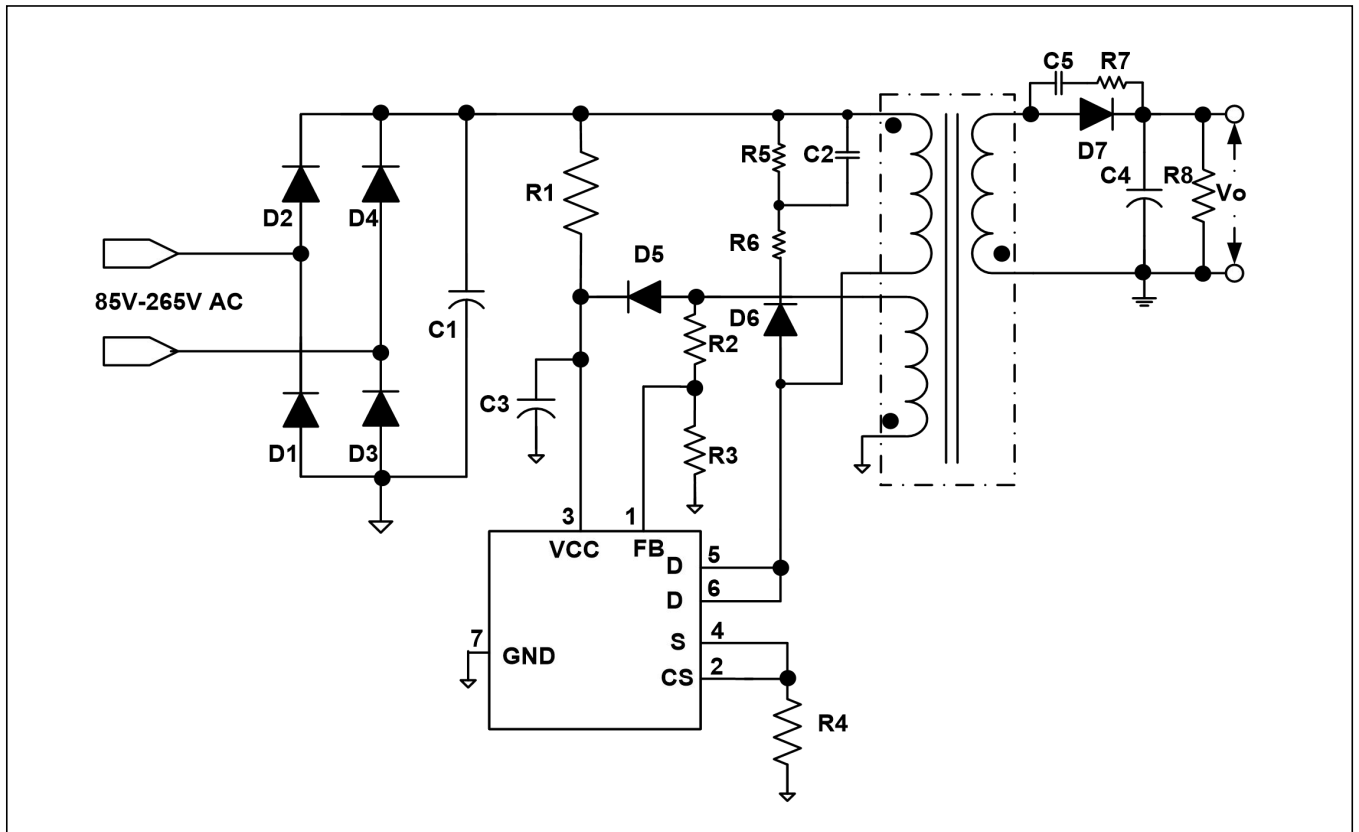 C5 R7
D7
R5 C2
R1
C4 R8 Vo
D2 D4
R6
D5
85V-265V AC
D6
C1
R2
C3
D1 D3
R3
3 1
VCC FB
D 5
D 6
7 S 4
GND
CS 2
R4